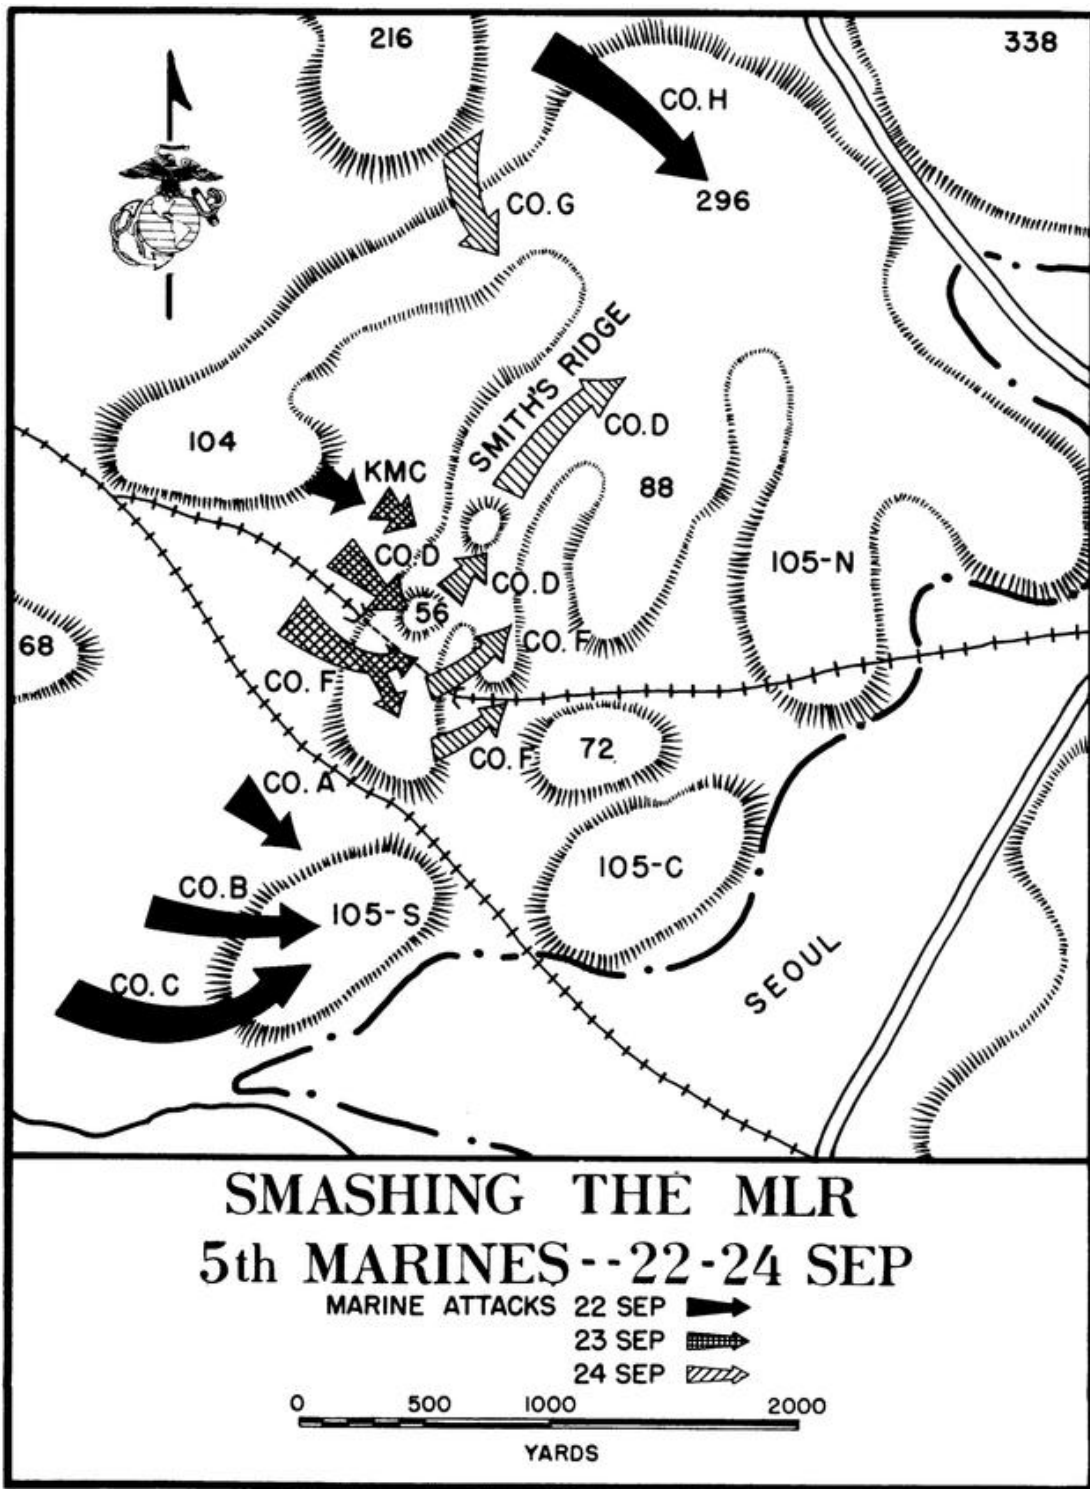 216
338
CO. H
CO. G
296
SMITH'S RIDGE
CO. D
104
KMC
88
CO. D
CO. D
105-N
56
CO. F
68
CO. F
72
CO. F
CO. A
105-C
CO. B
105-S
SEOUL
CO. C
SMASHING THE MLR
5th MARINES--22-24 SEP
MARINE ATTACKS 22 SEP
23 SEP
24 SEP
0 500 1000 2000
YARDS